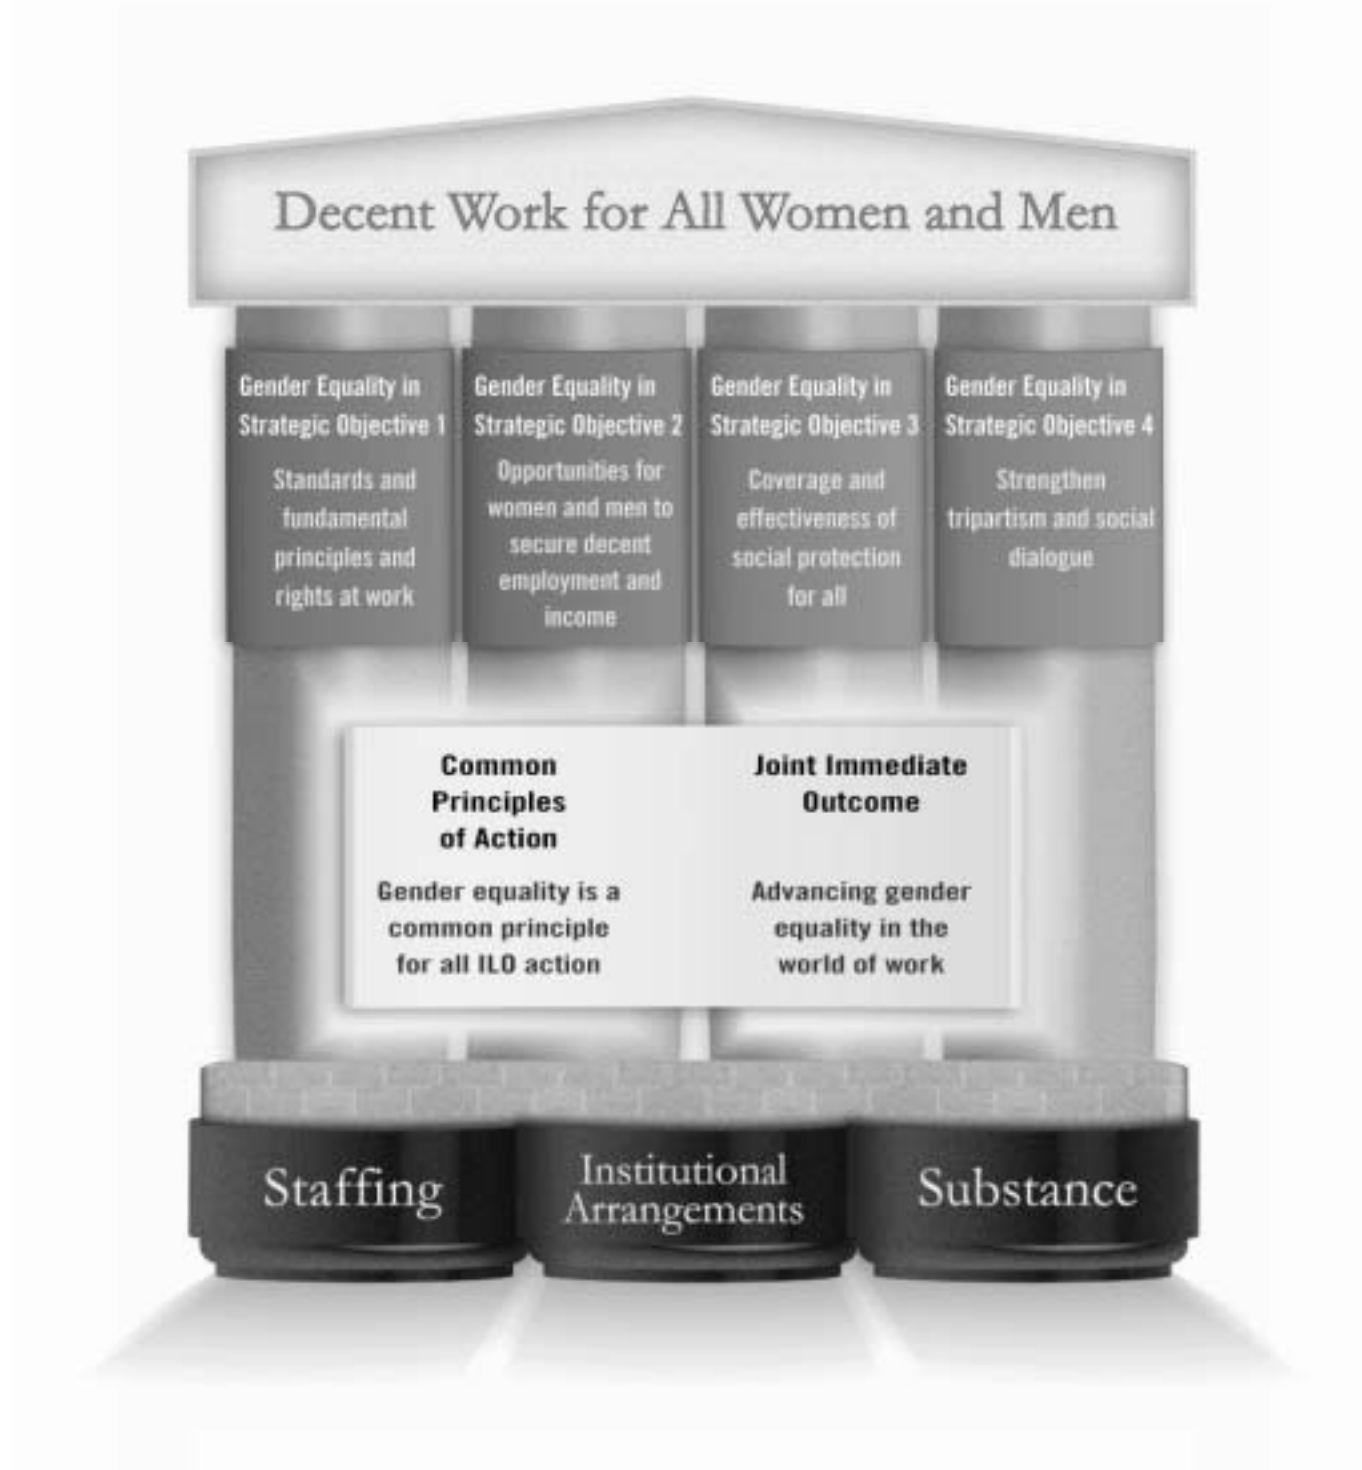 Decent Work for All Women and Men
Gender Equality in
Strategic Objective 1
Standards and
fundamental
principles and
rights at work
Gender Equality in
Strategic Objective 2
Opportunities for
women and men to
secure decent
employment and
income
Gender Equality in
Strategic Objective 3
Coverage and
effectiveness of
social protection
for all
Gender Equality in
Strategic Objective 4
Strengthen
tripartism and social
dialogue
Common
Principles
of Action
Gender equality is a
common principle
for all ILO action
Joint Immediate
Outcome
Advancing gender
equality in the
world of work
Staffing
Institutional
Arrangements
Substance